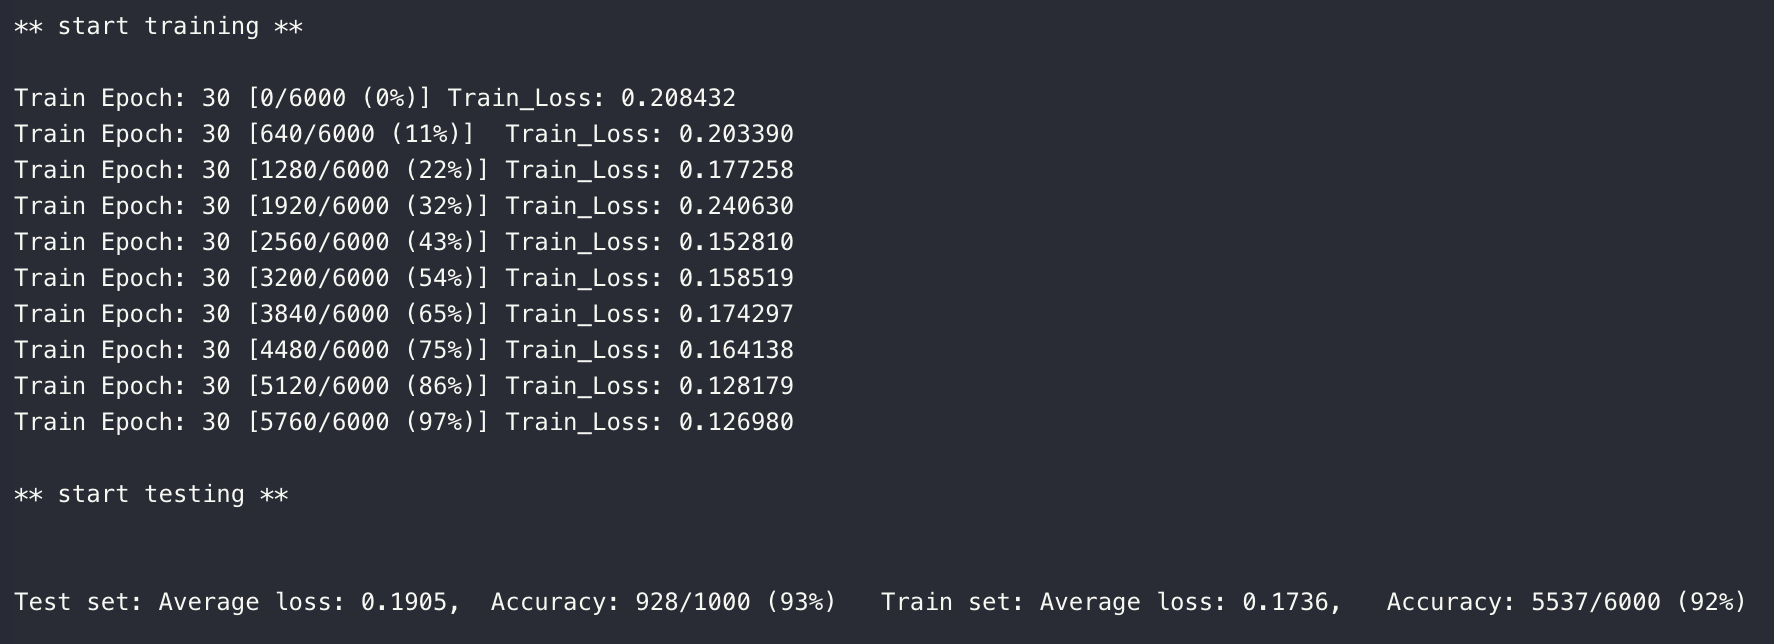 ** start training **
Train Epoch: 30 [0/6000 (0%)] Train_Loss: 0.208432
Train Epoch: 30 [640/6000 (11%)]  Train_Loss: 0.203390
Train Epoch: 30 [1280/6000 (22%)] Train_Loss: 0.177258
Train Epoch: 30 [1920/6000 (32%)] Train_Loss: 0.240630
Train Epoch: 30 [2560/6000 (43%)] Train_Loss: 0.152810
Train Epoch: 30 [3200/6000 (54%)] Train_Loss: 0.158519
Train Epoch: 30 [3840/6000 (65%)] Train_Loss: 0.174297
Train Epoch: 30 [4480/6000 (75%)] Train_Loss: 0.164138
Train Epoch: 30 [5120/6000 (86%)] Train_Loss: 0.128179
Train Epoch: 30 [5760/6000 (97%)] Train_Loss: 0.126980
** start testing **
Test set: Average loss: 0.1905,  Accuracy: 928/1000 (93%)   Train set: Average loss: 0.1736,   Accuracy: 5537/6000 (92%)